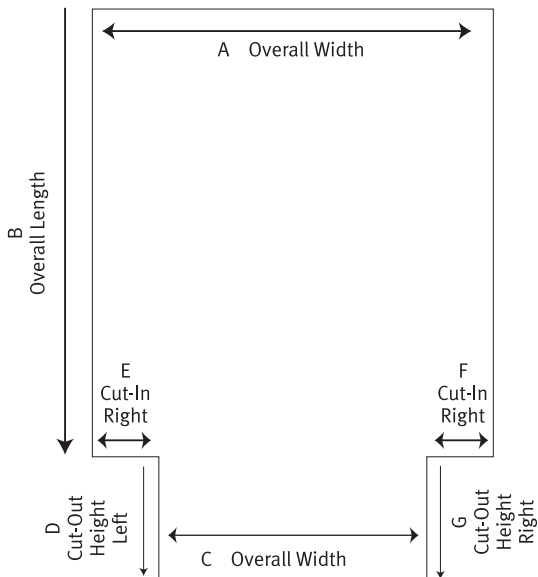 A Overall Width
B
Overall Length
E
Cut-In
Right
F
Cut-In
Right
D
Cut-Out
Height
Left
G
Cut-Out
Height
Right
C Overall Width